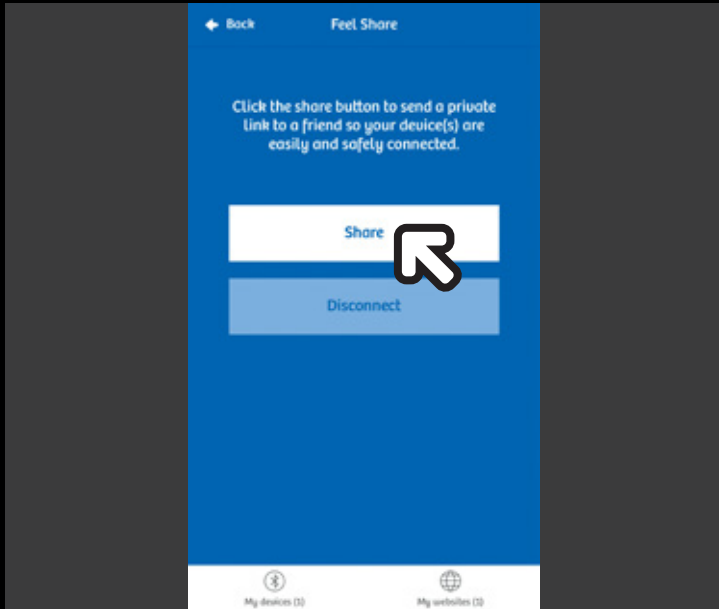 Back Feel Share
Click the share button to send a private
link to a friend so your device(s) are
easily and safely connected.
Share
Disconnect
My devices (1) My websites (1)